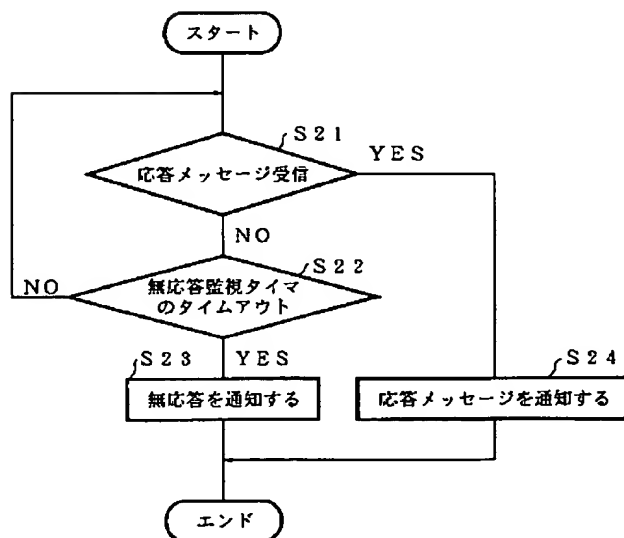 スタート
S21
応答メッセージ受信
YES
NO
S22
無応答監視タイマ
のタイムアウト
NO
S23
YES
無応答を通知する
S24
応答メッセージを通知する
エンド